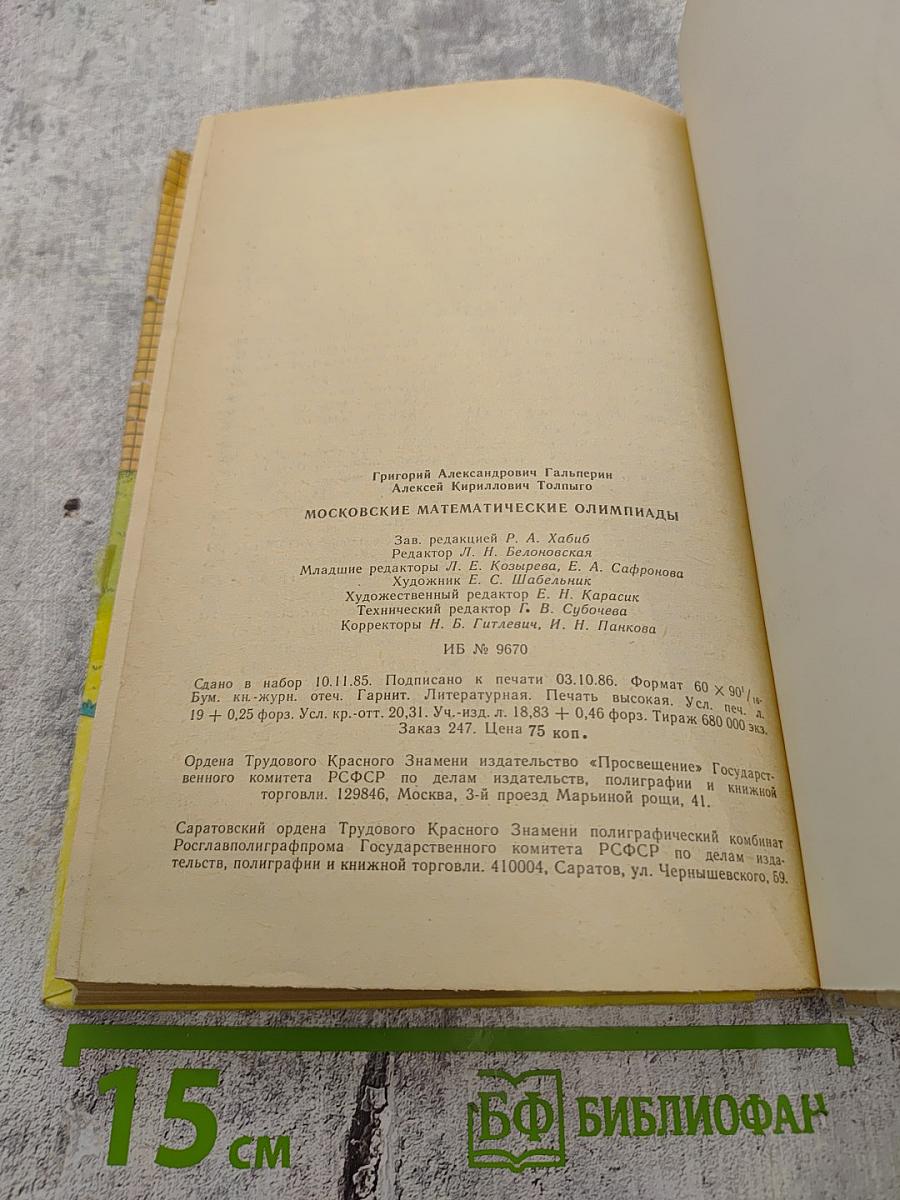 Григорий Александрович Гальперин
Алексей Кириллович Толпыго
МОСКОВСКИЕ МАТЕМАТИЧЕСКИЕ ОЛИМПИАДЫ
Зав. редакцией Р. А. Хабиб
Редактор Л. Н. Белоновская
Младшие редакторы Л. Е. Козырева, Е. А. Сафронова
Художник Е. С. Шабельник
Художественный редактор Е. Н. Карасик
Технический редактор Г. В. Субочева
Корректоры Н. Б. Гитлевич, И. Н. Панкова
ИБ № 9670
Сдано в набор 10.11.85. Подписано к печати 03.10.86. Формат 60 × 90¹/₁₆.
Бум. кн.-журн. отеч. Гарнит. Литературная. Печать высокая. Усл. печ. л.
19 + 0,25 форз. Усл. кр.-отт. 20,31. Уч.-изд. л. 18,83 + 0,46 форз. Тираж 680 000 экз.
Заказ 247. Цена 75 коп.
Ордена Трудового Красного Знамени издательство «Просвещение» Государст-
венного комитета РСФСР по делам издательств, полиграфии и книжной
торговли. 129846, Москва, 3-й проезд Марьиной рощи, 41.
Саратовский ордена Трудового Красного Знамени полиграфический комбинат
Росглавполиграфпрома Государственного комитета РСФСР по делам изда-
тельств, полиграфии и книжной торговли. 410004, Саратов, ул. Чернышевского, 59.
15 см
БФ БИБЛИОФАН